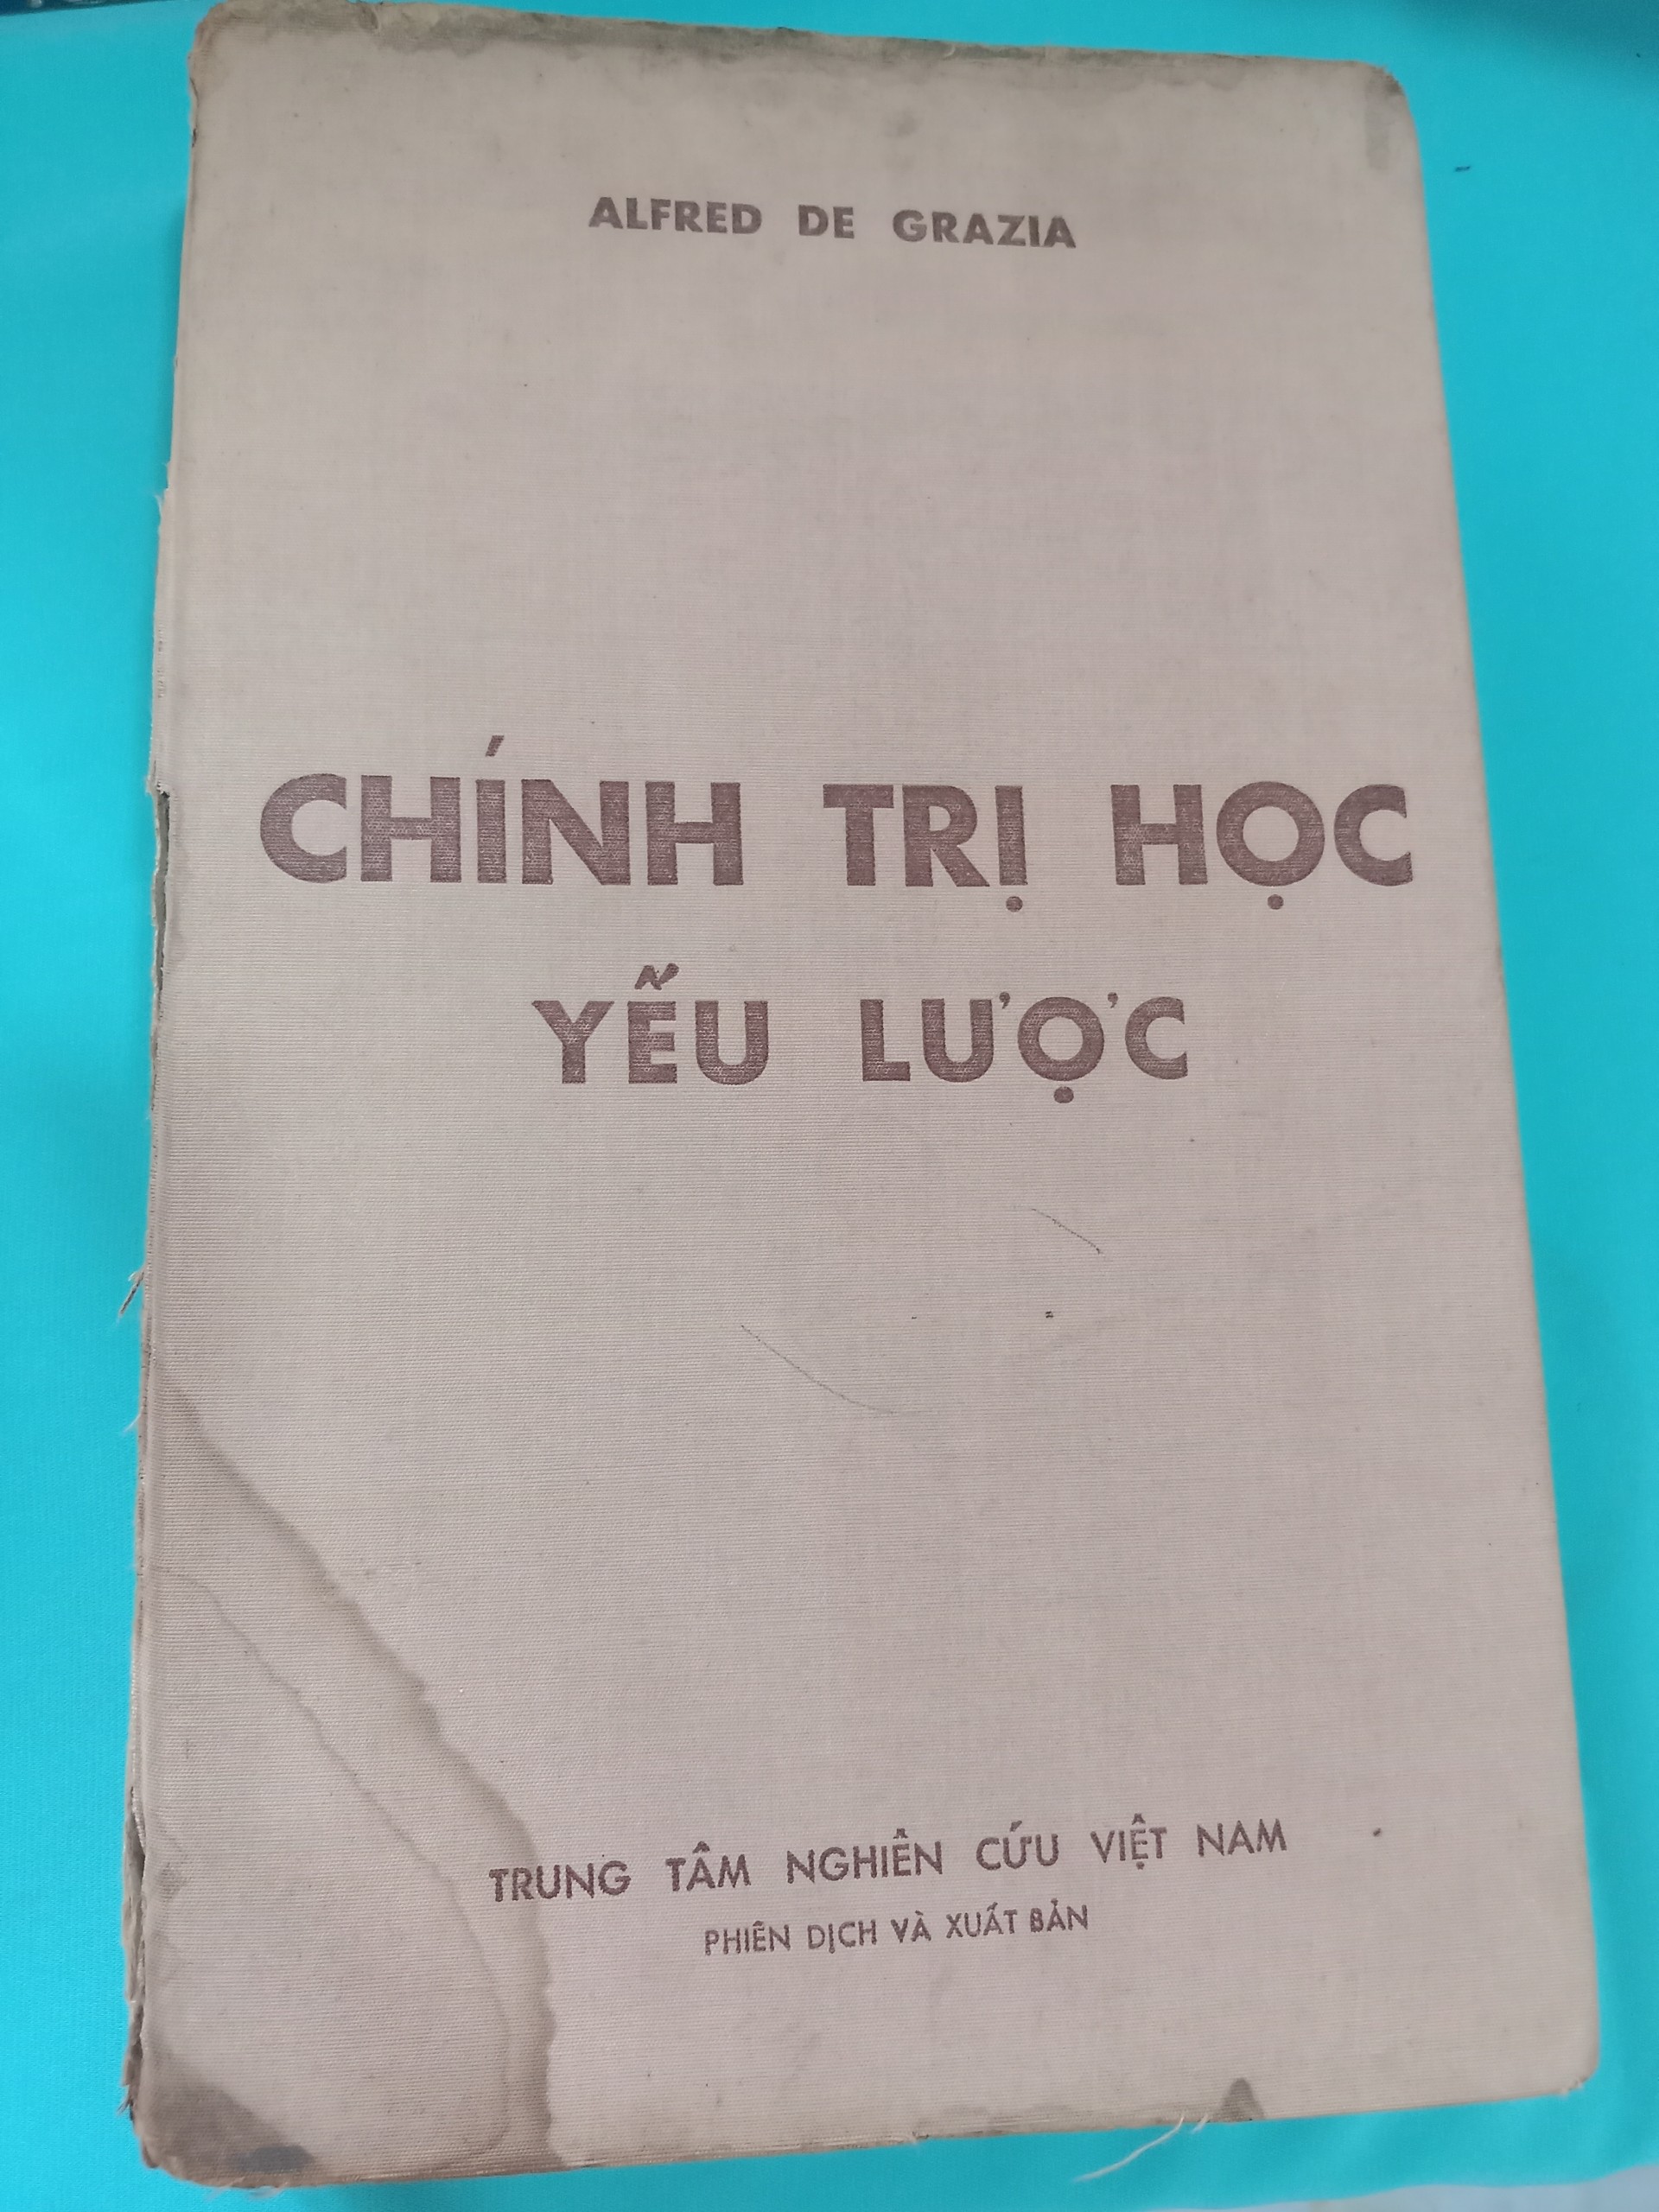 ALFRED DE GRAZIA
CHÍNH TRỊ HỌC
YẾU LƯỢC
TRUNG TÂM NGHIÊN CỨU VIỆT NAM
PHIÊN DỊCH VÀ XUẤT BẢN